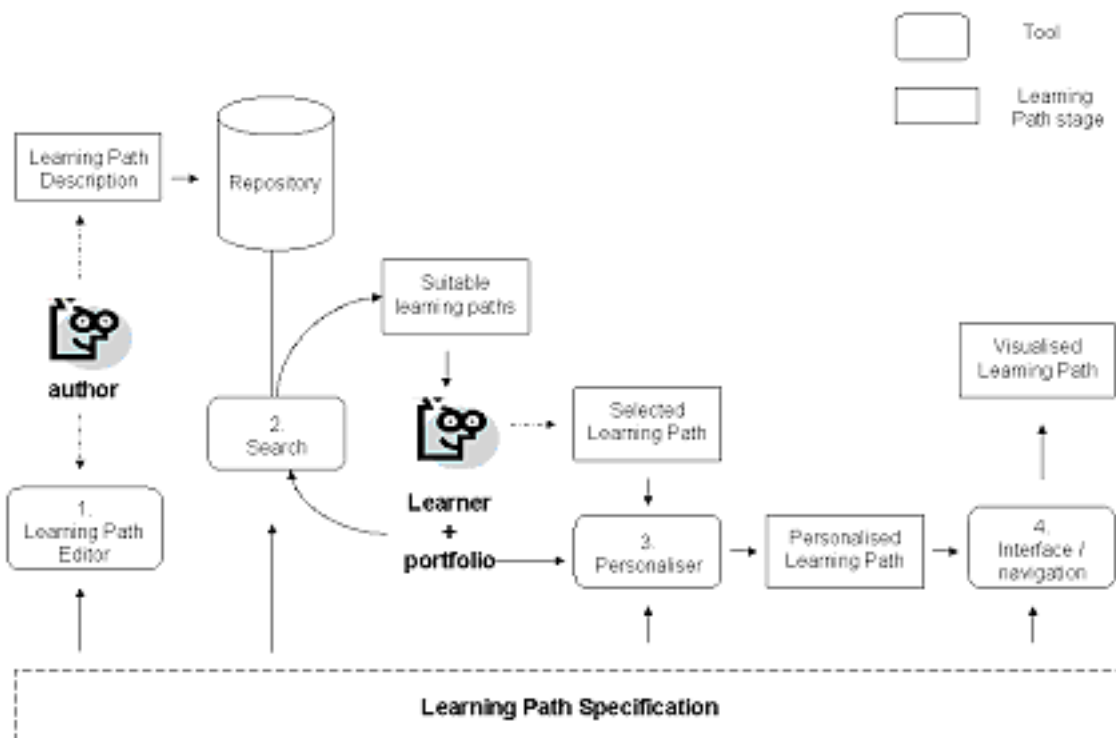 Tool
Learning
Path stage
Learning Path
Description
Repository
Suitable
learning paths
author
Visualised
Learning Path
2.
Search
Selected
Learning Path
Learner
+
portfolio
1.
Learning Path
Editor
3.
Personaliser
Personalised
Learning Path
4.
Interface /
navigation
Learning Path Specification